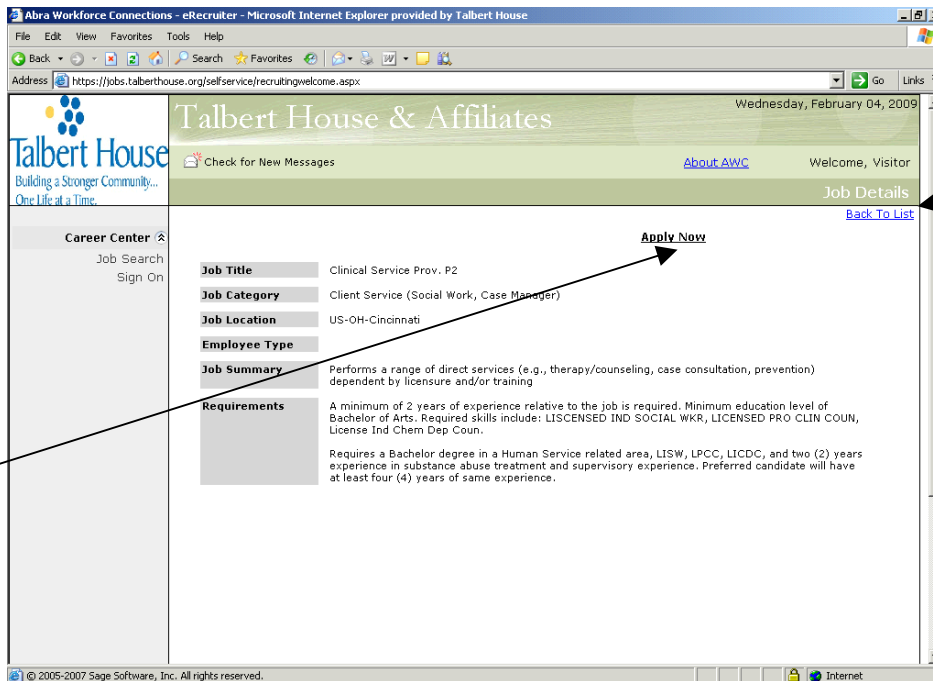 Abra Workforce Connections - eRecruiter - Microsoft Internet Explorer provided by Talbert House
File Edit View Favorites Tools Help
Back Search Favorites
Address https://jobs.talberthouse.org/selfservice/recruitingwelcome.aspx Go Links
Talbert House
Building a Stronger Community...
One Life at a Time.
Talbert House & Affiliates
Wednesday, February 04, 2009
Check for New Messages About AWC Welcome, Visitor
Job Details
Back To List
Career Center
Job Search
Sign On
Apply Now
Job Title Clinical Service Prov. P2
Job Category Client Service (Social Work, Case Manager)
Job Location US-OH-Cincinnati
Employee Type
Job Summary Performs a range of direct services (e.g., therapy/counseling, case consultation, prevention)
dependent by licensure and/or training
Requirements A minimum of 2 years of experience relative to the job is required. Minimum education level of
Bachelor of Arts. Required skills include: LISCENSED IND SOCIAL WKR, LICENSED PRO CLIN COUN,
License Ind Chem Dep Coun.
Requires a Bachelor degree in a Human Service related area, LISW, LPCC, LICDC, and two (2) years
experience in substance abuse treatment and supervisory experience. Preferred candidate will have
at least four (4) years of same experience.
© 2005-2007 Sage Software, Inc. All rights reserved. Internet